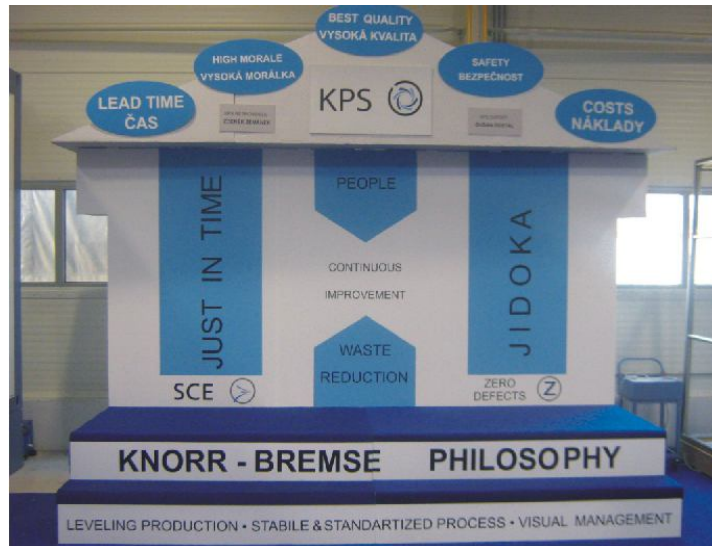 BEST QUALITY
VYSOKÁ KVALITA
HIGH MORALE
VYSOKÁ MORÁLKA
SAFETY
BEZPEČNOST
LEAD TIME
ČAS
KPS
COSTS
NÁKLADY
JUST IN TIME
PEOPLE
CONTINUOUS
IMPROVEMENT
WASTE
REDUCTION
JIDOKA
SCE
ZERO
DEFECTS
Z
KNORR - BREMSE PHILOSOPHY
LEVELING PRODUCTION • STABILE & STANDARTIZED PROCESS • VISUAL MANAGEMENT